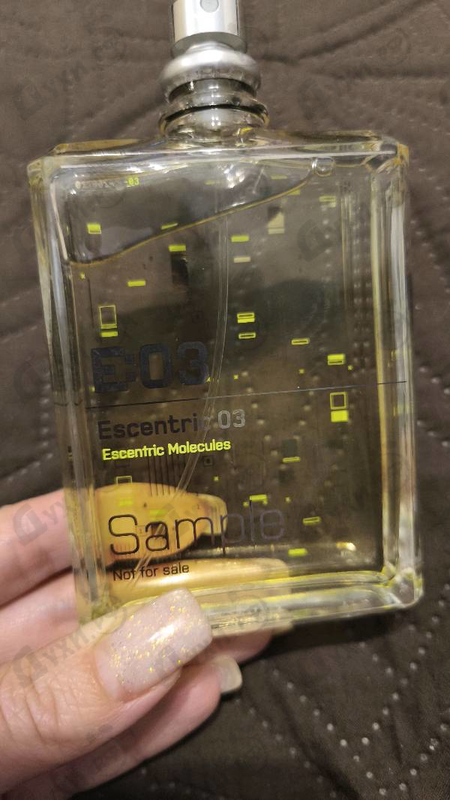 E:03
Escentric 03
Escentric Molecules
Sample
Not for sale